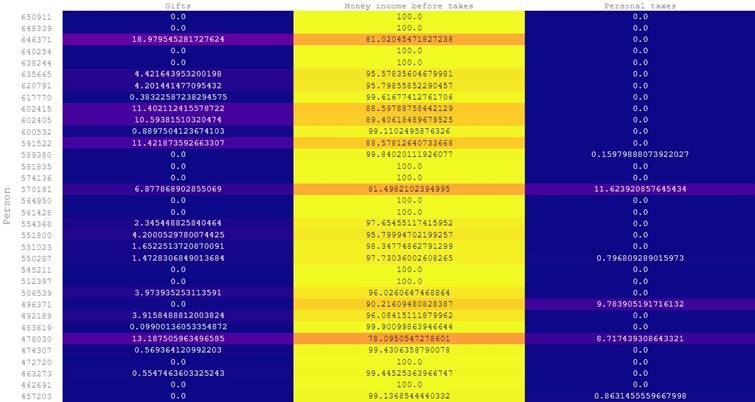 Gifts Money income before taxes Personal taxes
Person
650911 0.0 100.0 0.0
648339 0.0 100.0 0.0
646371 18.979545281727624 81.02045471827238 0.0
640254 0.0 100.0 0.0
638244 0.0 100.0 0.0
635665 4.421643953200198 95.57835604679981 0.0
620791 4.201441477095432 95.79855852290457 0.0
617770 0.38322587238294575 99.61677412761706 0.0
602415 11.402112415578722 88.59788758442129 0.0
602405 10.59381510320474 89.40618489679525 0.0
600532 0.8897504123674103 99.1102495876326 0.0
591522 11.421873592663307 88.57812640733668 0.0
589380 0.0 99.84020111926077 0.15979888073922027
581835 0.0 100.0 0.0
574136 0.0 100.0 0.0
570191 6.877868902855069 81.4982102394995 11.623920857645434
564950 0.0 100.0 0.0
561428 0.0 100.0 0.0
554368 2.345448825840464 97.65455117415952 0.0
551800 4.2000529780074425 95.79994702199257 0.0
551023 1.6522513720870091 98.34774862791299 0.0
550287 1.4728306849013684 97.73036002608265 0.796809289015973
545211 0.0 100.0 0.0
512397 0.0 100.0 0.0
506539 3.973935253113591 96.0260647468864 0.0
496371 0.0 90.21609480828387 9.783905191716132
492189 3.9158488812003824 96.08415111879962 0.0
483619 0.09900136053354872 99.90099863946644 0.0
478030 13.187505963496585 78.0950547278601 8.717439308643321
474307 0.569364120992203 99.4306358790078 0.0
472720 0.0 100.0 0.0
463273 0.5547463603325243 99.44525363966747 0.0
462691 0.0 100.0 0.0
457203 0.0 99.1368544440332 0.8631455559667998